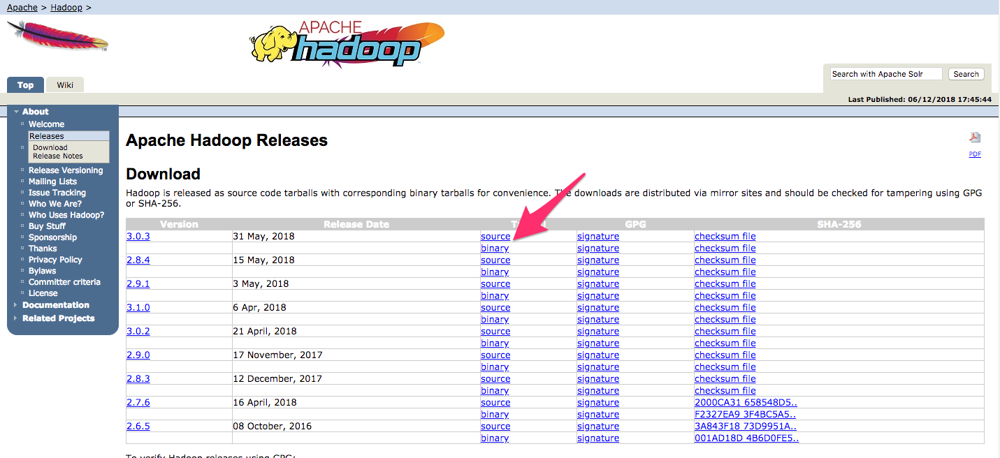 Apache > Hadoop >
APACHE
hadoop
TM
Top
Wiki
Search with Apache Solr
Search
Last Published: 06/12/2018 17:45:44
About
Welcome
Releases
Download
Release Notes
Release Versioning
Mailing Lists
Issue Tracking
Who We Are?
Who Uses Hadoop?
Buy Stuff
Sponsorship
Thanks
Privacy Policy
Bylaws
Committer criteria
License
Documentation
Related Projects
Apache Hadoop Releases
PDF
Download
Hadoop is released as source code tarballs with corresponding binary tarballs for convenience. The downloads are distributed via mirror sites and should be checked for tampering using GPG
or SHA-256.
Version Release Date GPG SHA-256
3.0.3 31 May, 2018 source signature checksum file
binary signature checksum file
2.8.4 15 May, 2018 source signature checksum file
binary signature checksum file
2.9.1 3 May, 2018 source signature checksum file
binary signature checksum file
3.1.0 6 Apr, 2018 source signature checksum file
binary signature checksum file
3.0.2 21 April, 2018 source signature checksum file
binary signature checksum file
2.9.0 17 November, 2017 source signature checksum file
binary signature checksum file
2.8.3 12 December, 2017 source signature checksum file
binary signature checksum file
2.7.6 16 April, 2018 source signature 2000CA31 658548D5..
binary signature F2327EA9 3F4BC5A5..
2.6.5 08 October, 2016 source signature 3A843F18 73D9951A..
binary signature 001AD18D 4B6D0FE5..
To verify Hadoop releases using GPG: